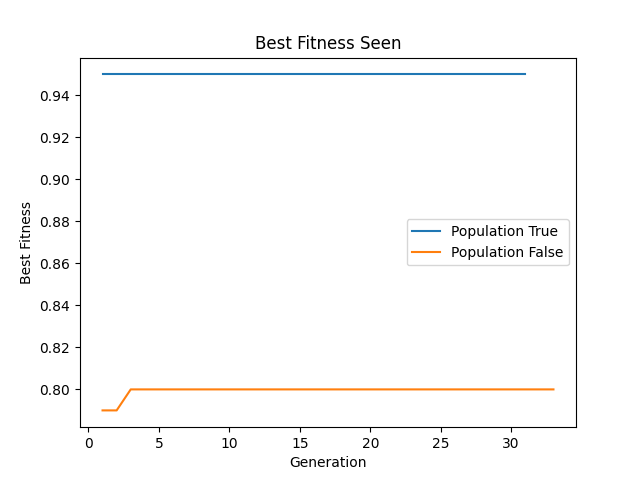 Best Fitness Seen
Best Fitness
0.94
0.92
0.90
0.88
0.86
0.84
0.82
0.80
Population True
Population False
0 5 10 15 20 25 30
Generation